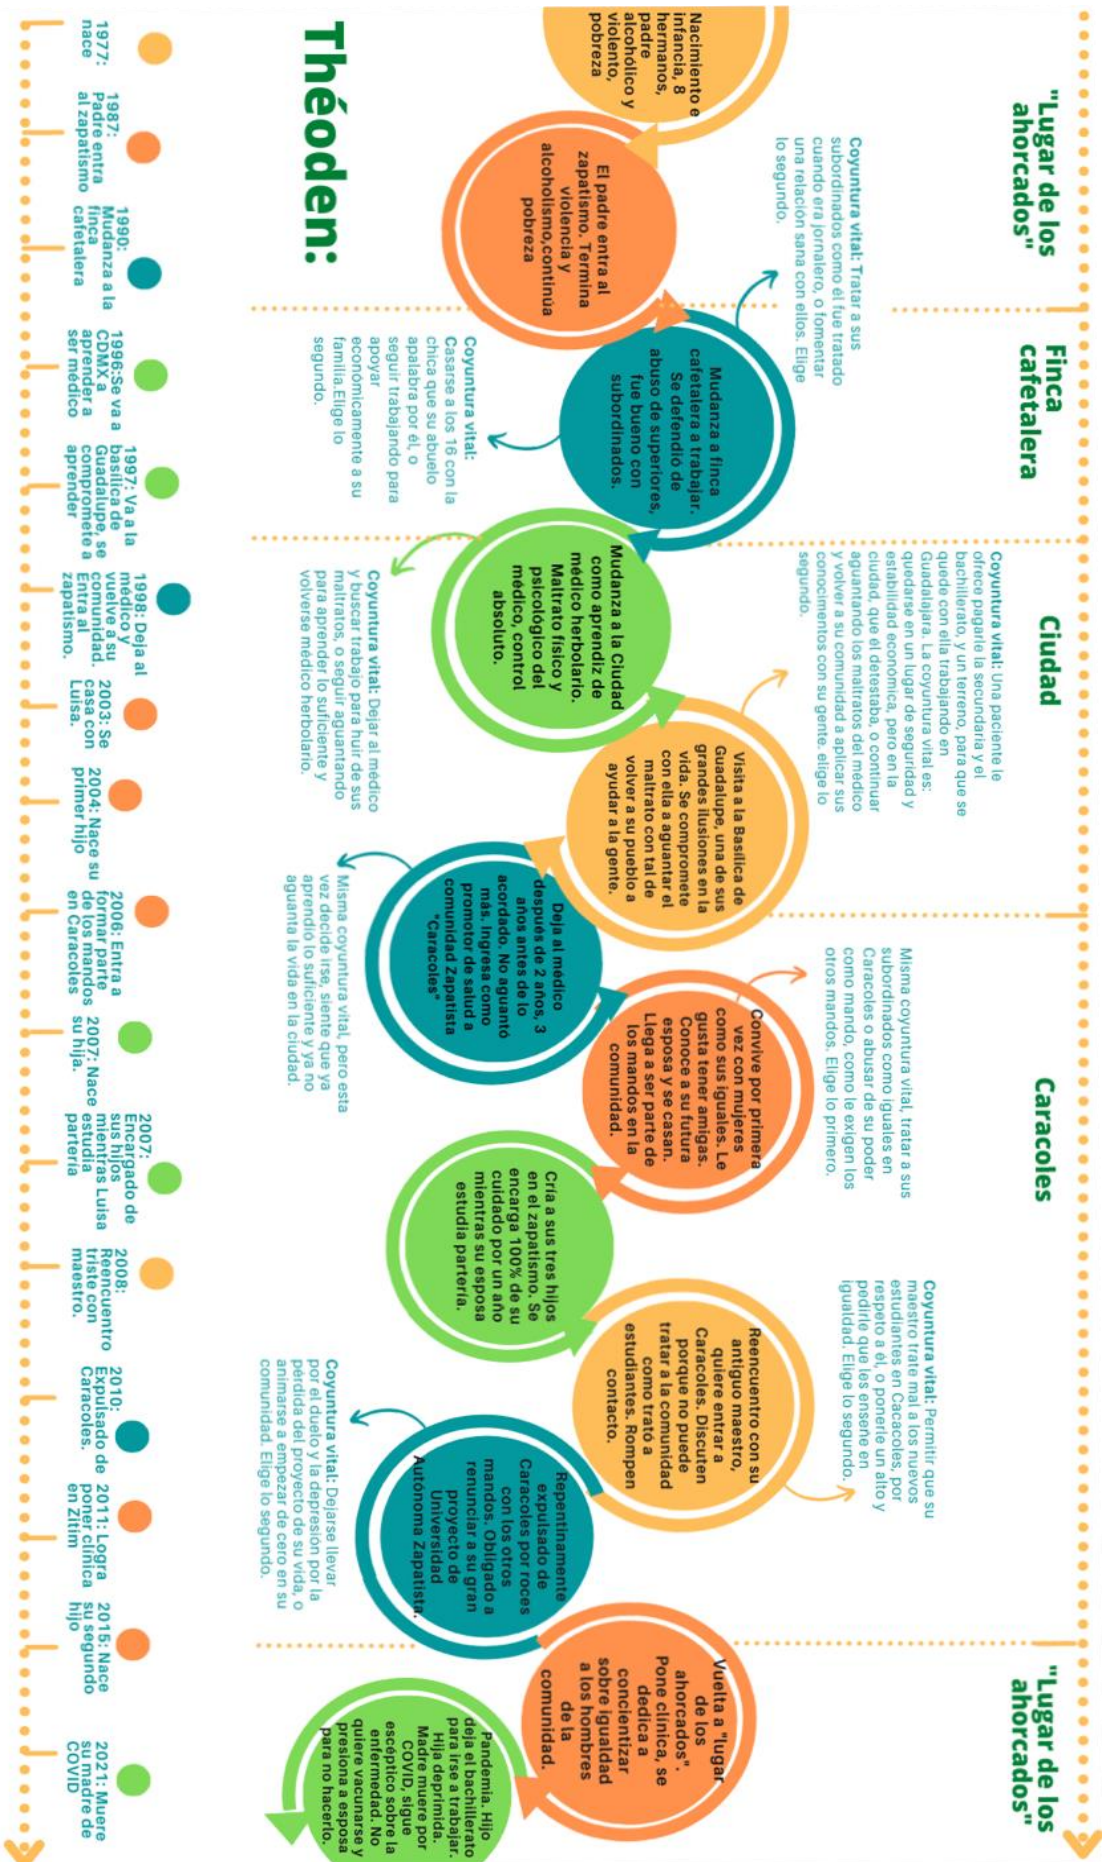 "Lugar de los
ahorcados"
Finca
cafetalera
Ciudad
Caracoles
"Lugar de los
ahorcados"
Coyuntura vital: Tratar a sus
subordinados como él fue tratado
cuando era jornalero, o fomentar
una relación sana con ellos. Elige
lo segundo.
Coyuntura vital: Una paciente le
ofrece pagarle la secundaria y el
bachillerato, y un terreno, para que se
quede con ella trabajando en
Guadalajara. La coyuntura vital es:
quedarse en un lugar de seguridad y
estabilidad económica, pero en la
ciudad, que él detestaba, o continuar
aguantando los maltratos del médico
y volver a su comunidad a aplicar sus
conocimentos con su gente. elige lo
segundo.
Misma coyuntura vital, tratar a sus
subordinados como iguales en
Caracoles o abusar de su poder
como mando, como le exigen los
otros mandos. Elige lo primero.
Coyuntura vital: Permitir que su
maestro trate mal a los nuevos
estudiantes en Cacacoles, por
respeto a él, o ponerle un alto y
pedirle que les enseñe en
igualdad. Elige lo segundo.
Nacimiento e
infancia, 8
hermanos,
padre
alcohólico y
violento,
pobreza
El padre entra al
zapatismo. Termina
violencia y
alcoholismo,continúa
pobreza
Mudanza a finca
cafetalera a trabajar.
Se defendió de
abuso de superiores,
fue bueno con
subordinados.
Mudanza a la Ciudad
como aprendiz de
médico herbolario.
Maltrato físico y
psicológico del
médico, control
absoluto.
Visita a la Basílica de
Guadalupe, una de sus
grandes ilusiones en la
vida. Se compromete
con ella a aguantar el
maltrato con tal de
volver a su pueblo a
ayudar a la gente.
Deja al médico
después de 2 años, 3
años antes de lo
acordado. No aguantó
más. Ingresa como
promotor de salud a
comunidad Zapatista
"Caracoles"
Convive por primera
vez con mujeres
como sus iguales. Le
gusta tener amigas.
Conoce a su futura
esposa y se casan.
Llega a ser parte de
los mandos en la
comunidad.
Cría a sus tres hijos
en el zapatismo. Se
encarga 100% de su
cuidado por un año
mientras su esposa
estudia partería.
Reencuentro con su
antiguo maestro,
quiere entrar a
Caracoles. Discuten
porque no puede
tratar a la comunidad
como trató a
estudiantes. Rompen
contacto.
Repentinamente
expulsado de
Caracoles por roces
con los otros
mandos. Obligado a
renunciar a su gran
proyecto de
Universidad
Autónoma Zapatista.
Vuelta a "lugar
de los
ahorcados".
Pone clínica, se
dedica a
concientizar
sobre igualdad
a los hombres
de la
comunidad.
Pandemia. Hijo
deja el bachillerato
para irse a trabajar.
Hija deprimida.
Madre muere por
COVID, sigue
escéptico sobre la
enfermedad. No
quiere vacunarse y
presiona a esposa
para no hacerlo.
Théoden:
Coyuntura vital:
Casarse a los 16 con la
chica que su abuelo
apalabra por él, o
seguir trabajando para
apoyar
económicamente a su
familia.Elige lo
segundo.
Coyuntura vital: Dejar al médico
y buscar trabajo para huir de sus
maltratos, o seguir aguantando
para aprender lo suficiente y
volverse médico herbolario.
Misma coyuntura vital, pero esta
vez decide irse, siente que ya
aprendió lo suficiente y ya no
aguanta la vida en la ciudad.
Coyuntura vital: Dejarse llevar
por el duelo y la depresión por la
pérdida del proyecto de su vida, o
animarse a empezar de cero en su
comunidad. Elige lo segundo.
1977:
nace
1987:
Padre entra
al zapatismo
1990:
Mudanza a la
finca
cafetalera
1996:Se va a
CDMX a
aprender a
ser médico
1997: Va a la
basílica de
Guadalupe, se
compromete a
aprender
1998: Deja al
médico y
vuelve a su
comunidad.
Entra al
zapatismo.
2003: Se
casa con
Luisa.
2004: Nace su
primer hijo
2006: Entra a
formar parte
de los mandos
en Caracoles
2007: Nace
su hija.
2007:
Encargado de
sus hijos
mientras Luisa
estudia
partería
2008:
Reencuentro
triste con
maestro.
2010:
Expulsado de
Caracoles.
2011: Logra
poner clínica
en Zitim
2015: Nace
su segundo
hijo
2021: Muere
su madre de
COVID